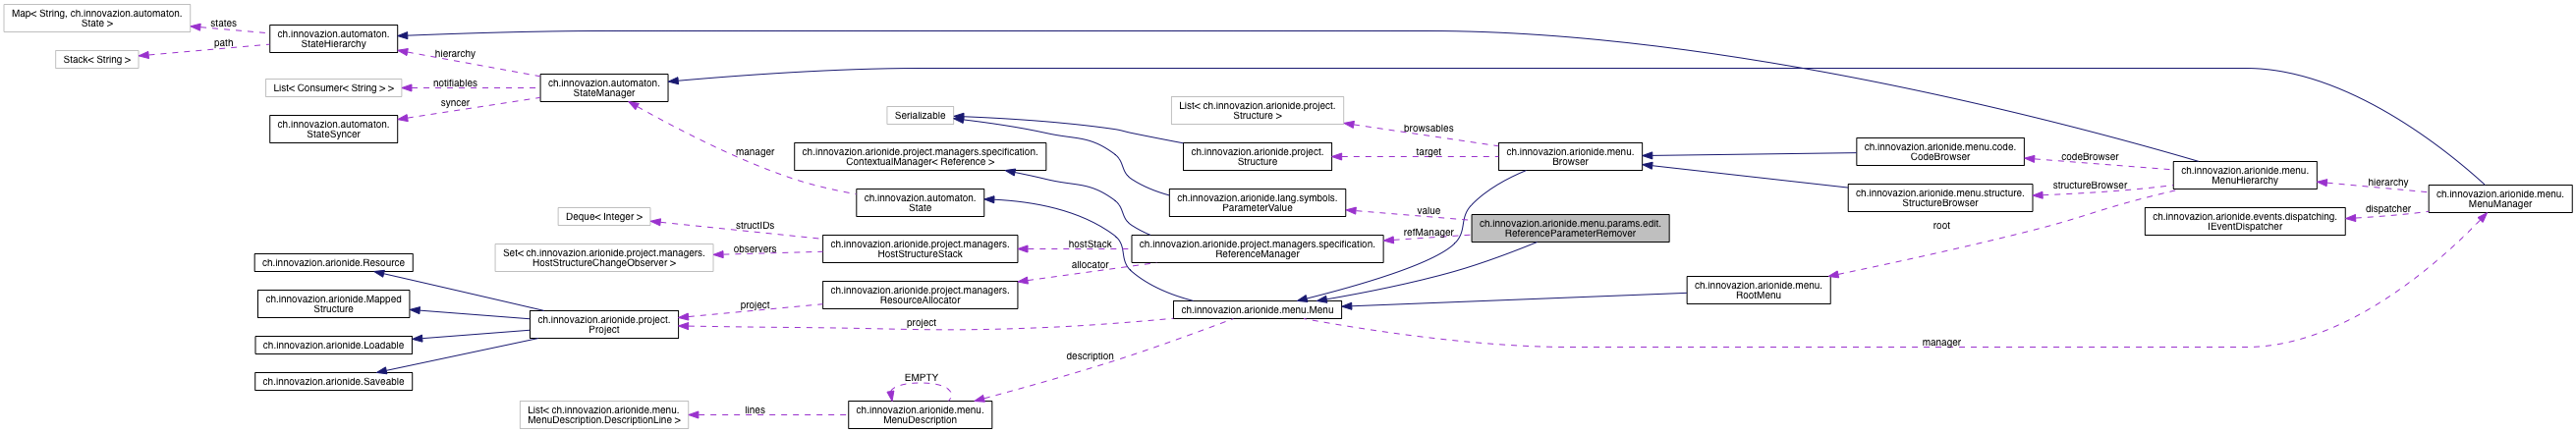 Map< String, ch.innovazion.automaton.
State >
states
path
Stack< String >
ch.innovazion.automaton.
StateHierarchy
hierarchy
notifiables
List< Consumer< String > >
syncer
ch.innovazion.automaton.
StateSyncer
ch.innovazion.automaton.
StateManager
manager
Serializable
ch.innovazion.arionide.project.managers.specification.
ContextualManager< Reference >
ch.innovazion.automaton.
State
Deque< Integer >
structIDs
Set< ch.innovazion.arionide.project.managers.
HostStructureChangeObserver >
observers
ch.innovazion.arionide.project.managers.
HostStructureStack
hostStack
allocator
ch.innovazion.arionide.project.managers.
ResourceAllocator
project
ch.innovazion.arionide.Resource
ch.innovazion.arionide.Mapped
Structure
ch.innovazion.arionide.Loadable
ch.innovazion.arionide.Saveable
ch.innovazion.arionide.project.
Project
project
List< ch.innovazion.arionide.project.
Structure >
browsables
ch.innovazion.arionide.project.
Structure
target
ch.innovazion.arionide.lang.symbols.
ParameterValue
value
refManager
ch.innovazion.arionide.project.managers.specification.
ReferenceManager
ch.innovazion.arionide.menu.params.edit.
ReferenceParameterRemover
ch.innovazion.arionide.menu.
Browser
ch.innovazion.arionide.menu.Menu
description
EMPTY
List< ch.innovazion.arionide.menu.
MenuDescription.DescriptionLine >
lines
ch.innovazion.arionide.menu.
MenuDescription
ch.innovazion.arionide.menu.code.
CodeBrowser
codeBrowser
ch.innovazion.arionide.menu.structure.
StructureBrowser
structureBrowser
root
ch.innovazion.arionide.menu.
RootMenu
manager
ch.innovazion.arionide.menu.
MenuHierarchy
hierarchy
dispatcher
ch.innovazion.arionide.events.dispatching.
IEventDispatcher
ch.innovazion.arionide.menu.
MenuManager